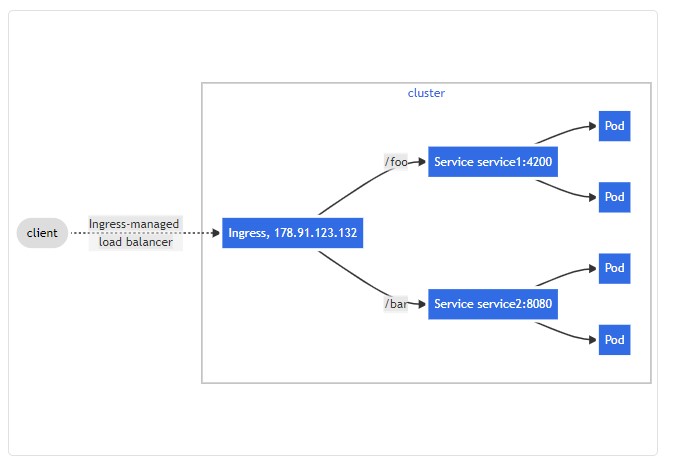 cluster
client
Ingress-managed
load balancer
Ingress, 178.91.123.132
/foo
Service service1:4200
Pod
Pod
/bar
Service service2:8080
Pod
Pod